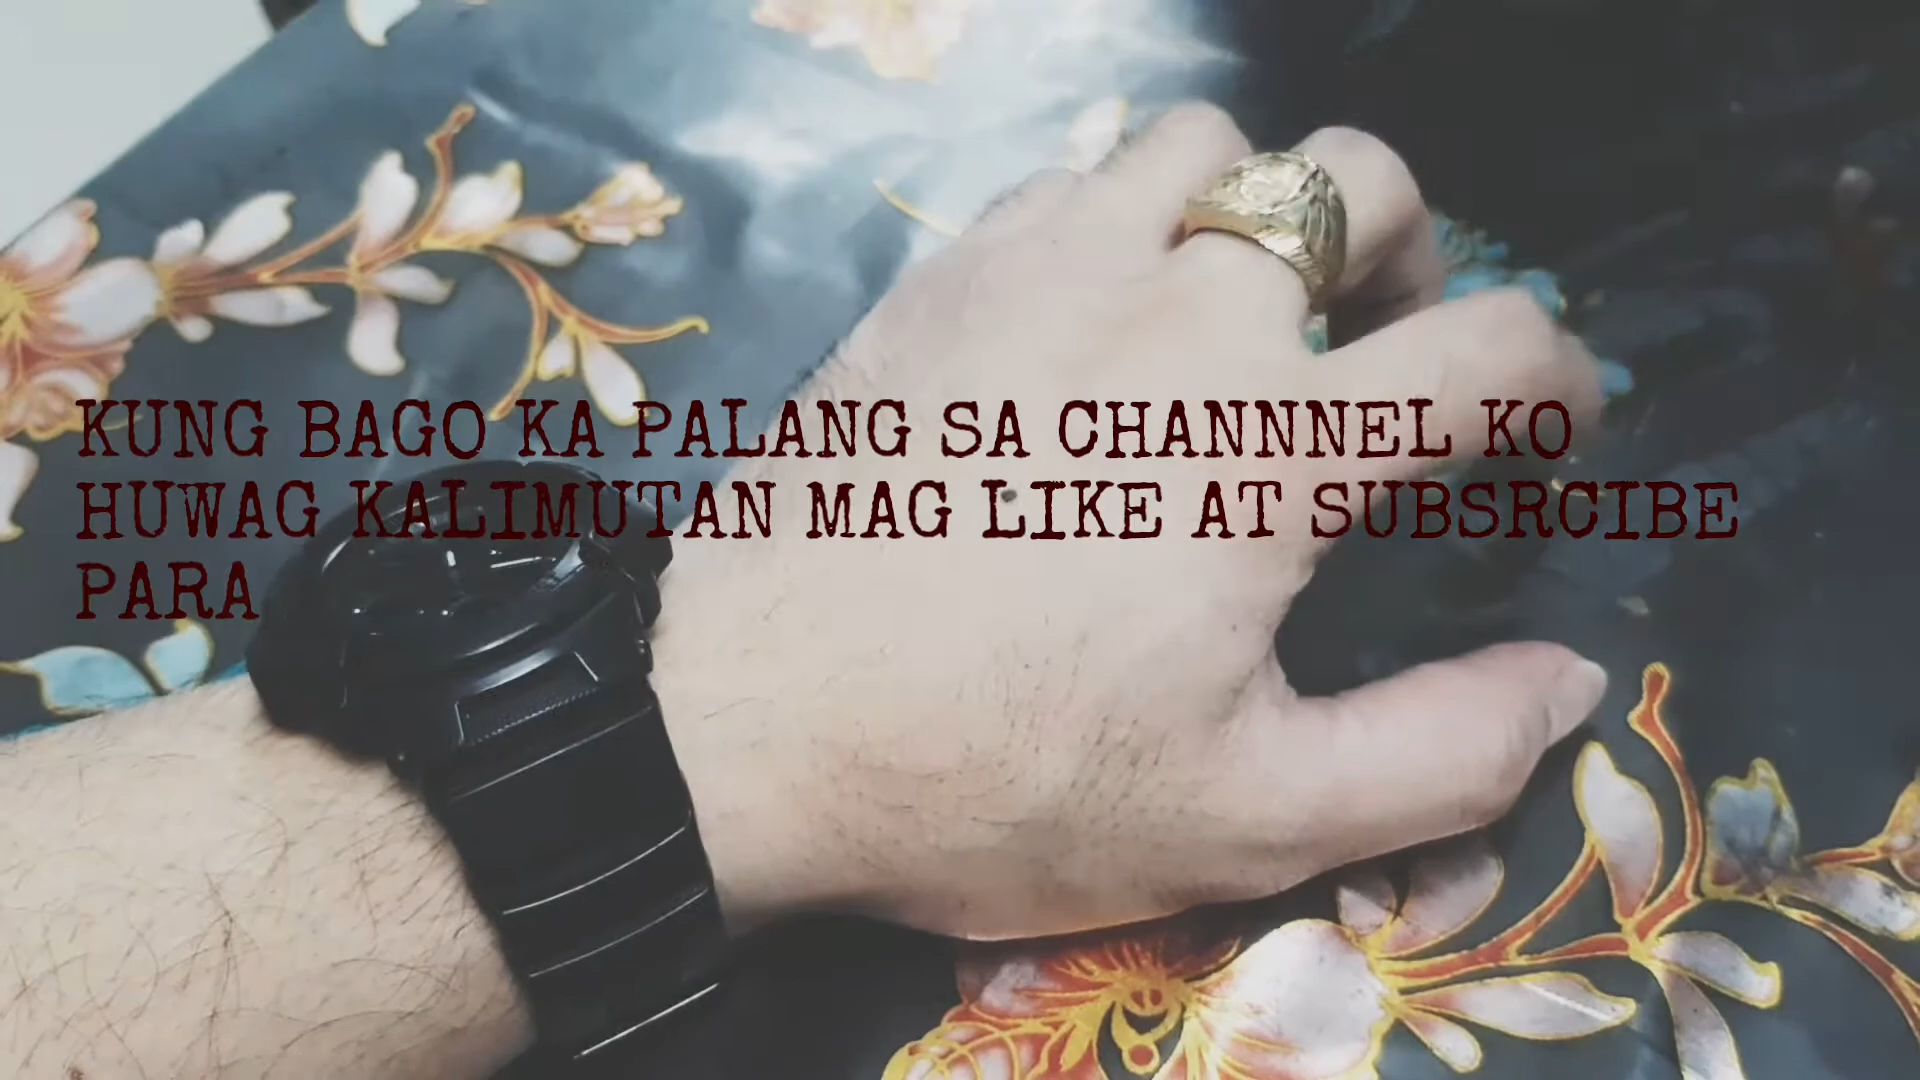 KUNG BAGO KA PALANG SA CHANNNEL KO
HUWAG KALIMUTAN MAG LIKE AT SUBSRCIBE
PARA